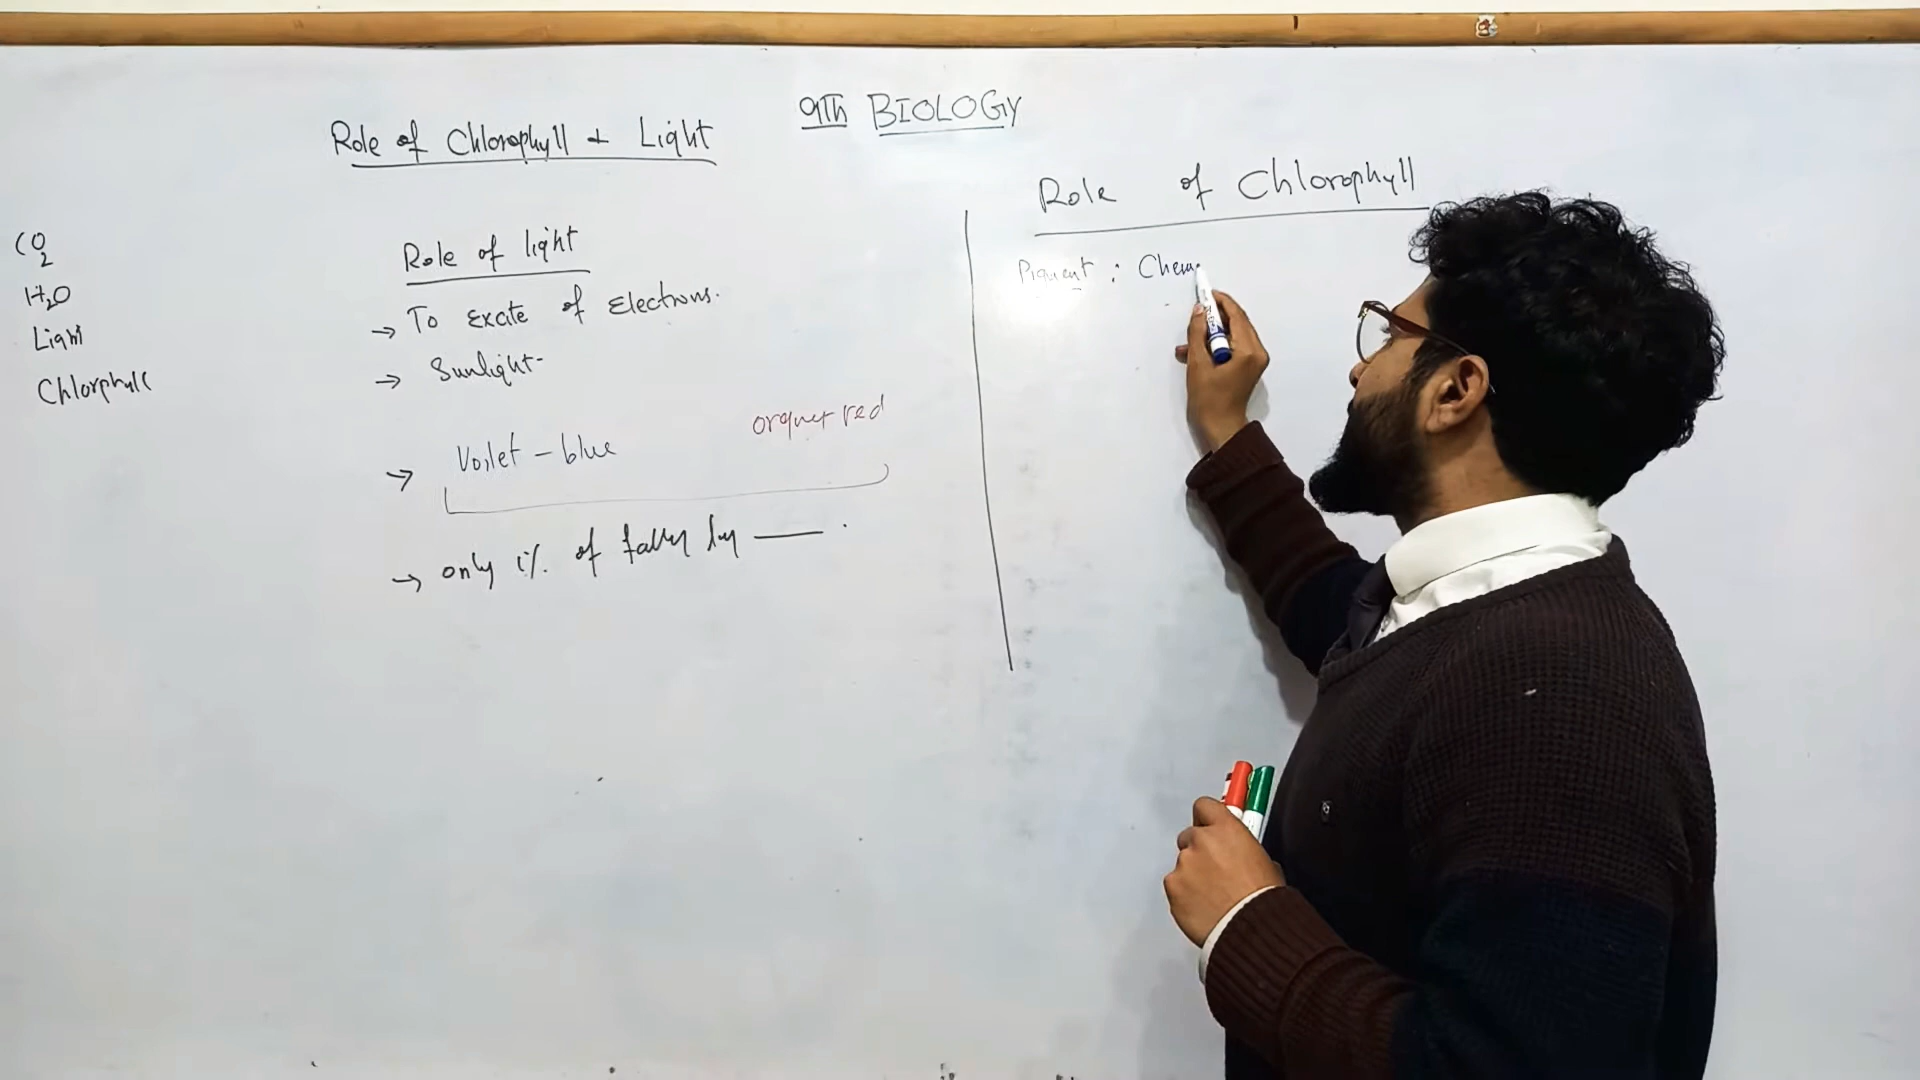 9Th BIOLOGY
Role of Chlorophyll + Light
CO2
H2O
Light
Chlorphyll
Role of light
→ To Excite of Electrons.
→ Sunlight-
→ Voilet - blue
red
→ only 1% of
Role of Chlorophyll
Pigment : Chem